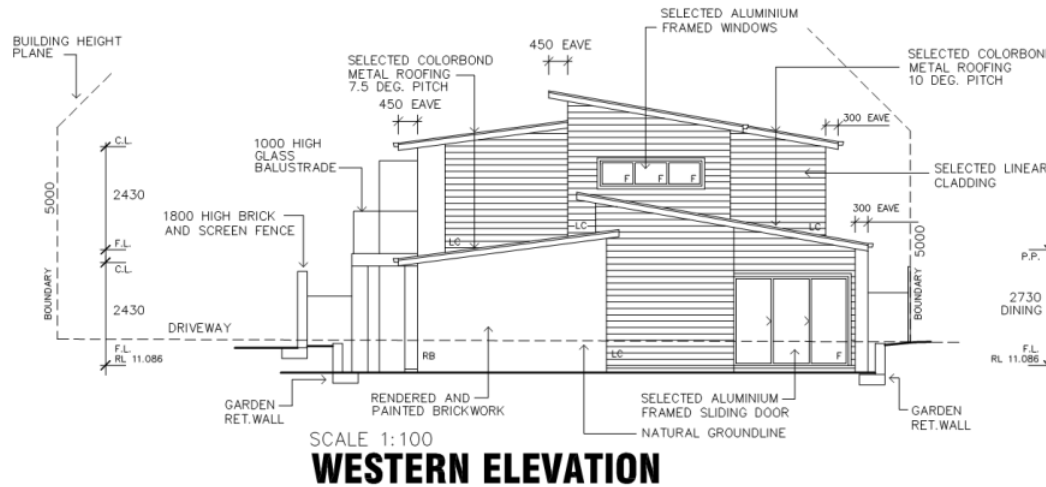 SELECTED ALUMINIUM
FRAMED WINDOWS
BUILDING HEIGHT
PLANE
450 EAVE
SELECTED COLORBOND
METAL ROOFING
7.5 DEG. PITCH
SELECTED COLORBOND
METAL ROOFING
10 DEG. PITCH
450 EAVE
300 EAVE
C.L.
1000 HIGH
GLASS
BALUSTRADE
SELECTED LINEAR
CLADDING
F
F
F
5000
2430
1800 HIGH BRICK
AND SCREEN FENCE
300 EAVE
LC
LC
LC
F.L.
C.L.
5000
P.P.
BOUNDARY
BOUNDARY
2430
2730
DINING
DRIVEWAY
F.L.
RL 11.086
RB
LC
F
F.L.
RL 11.086
GARDEN
RET.WALL
RENDERED AND
PAINTED BRICKWORK
SELECTED ALUMINIUM
FRAMED SLIDING DOOR
NATURAL GROUNDLINE
GARDEN
RET.WALL
SCALE 1:100
WESTERN ELEVATION